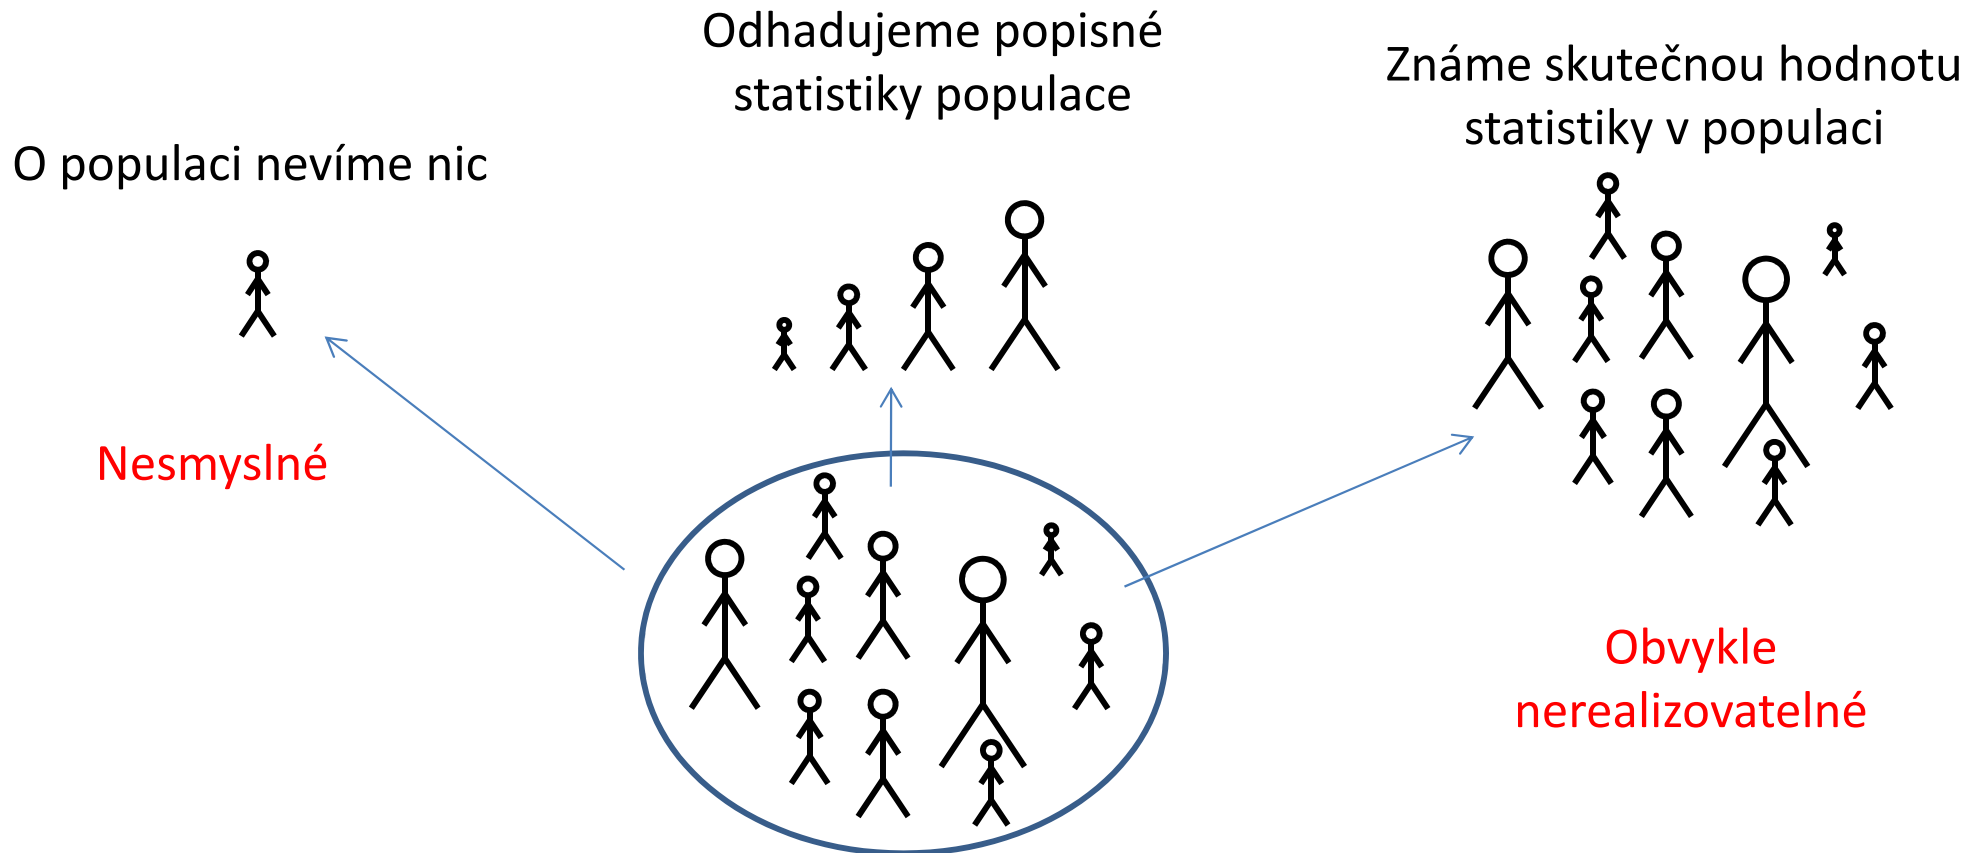 Odhadujeme popisné
statistiky populace
Známe skutečnou hodnotu
statistiky v populaci
O populaci nevíme nic
Nesmyslné
Obvykle
nerealizovatelné